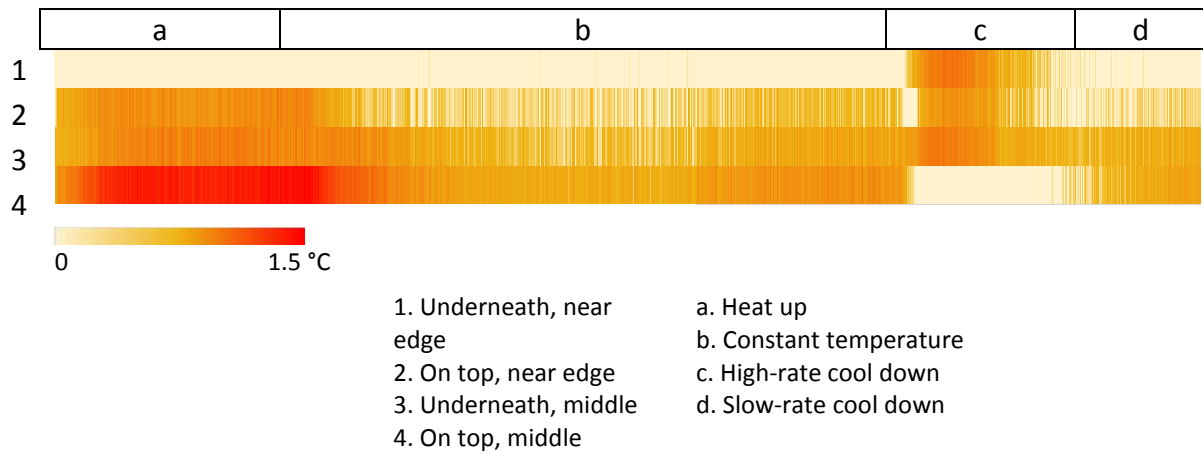 a b c d
1
2
3
4
0 1.5 °C
1. Underneath, near
edge
2. On top, near edge
3. Underneath, middle
4. On top, middle
a. Heat up
b. Constant temperature
c. High-rate cool down
d. Slow-rate cool down